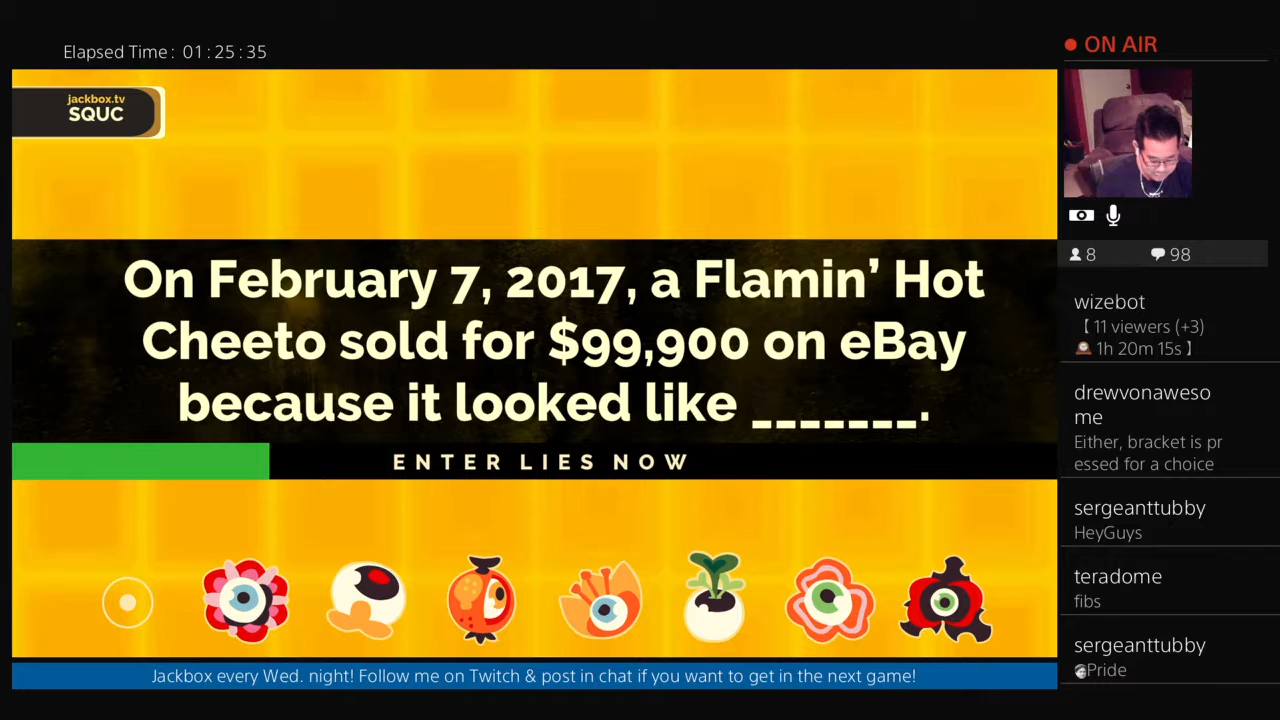 Elapsed Time: 01:25:35
ON AIR
jackbox.tv
SQUC
On February 7, 2017, a Flamin’ Hot
Cheeto sold for $99,900 on eBay
because it looked like _______.
ENTER LIES NOW
Jackbox every Wed. night! Follow me on Twitch & post in chat if you want to get in the next game!
8 98
wizebot
【11 viewers (+3)
1h 20m 15s】
drewvonaweso
me
Either, bracket is pr
essed for a choice
sergeanttubby
HeyGuys
teradome
fibs
sergeanttubby
Pride